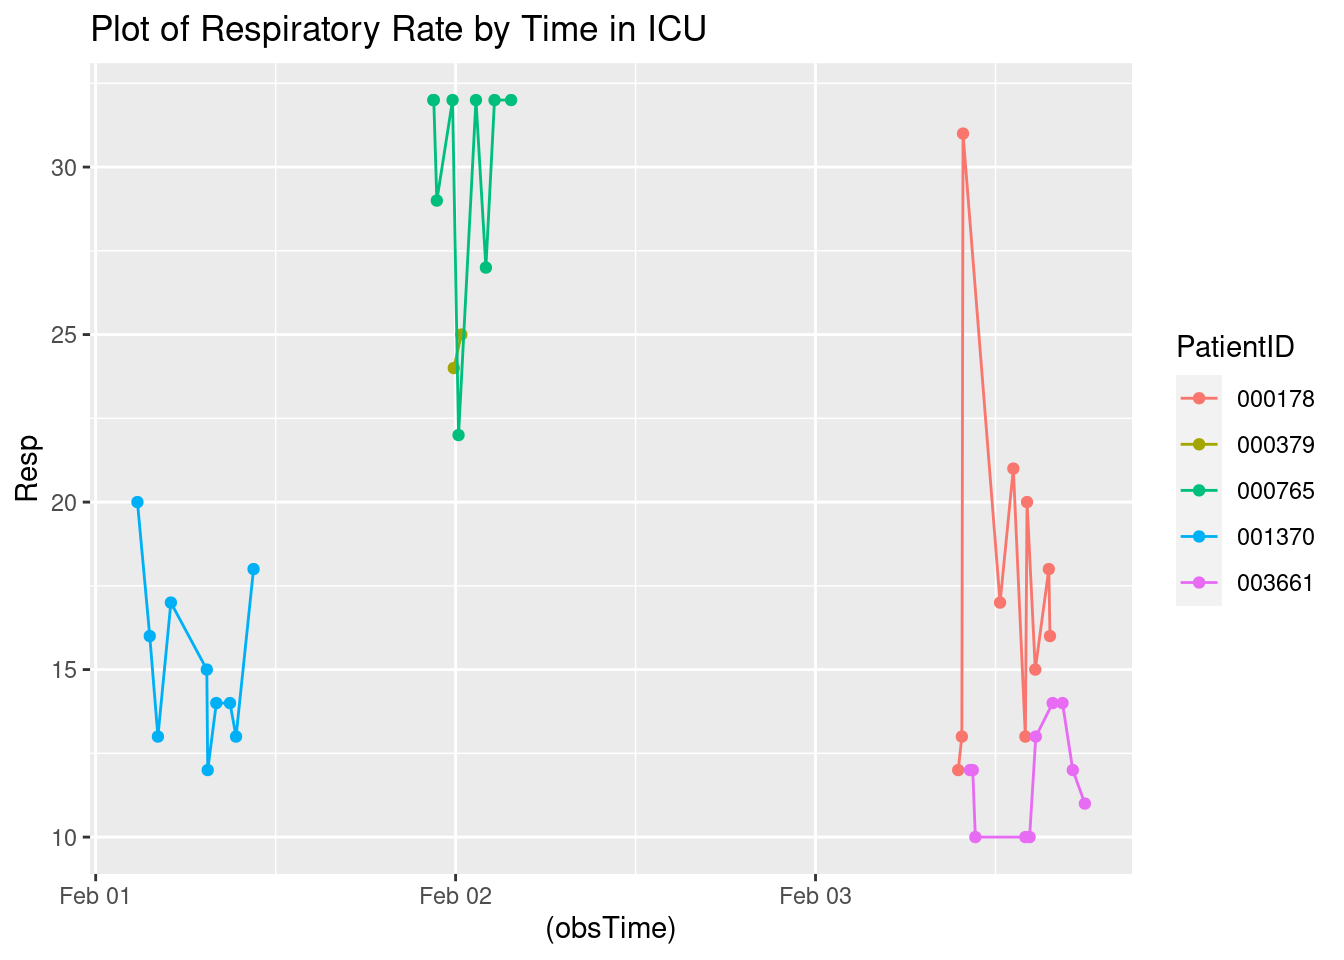 Plot of Respiratory Rate by Time in ICU
30
25
20
15
10
Resp
Feb 01
Feb 02
Feb 03
(obsTime)
PatientID
000178
000379
000765
001370
003661